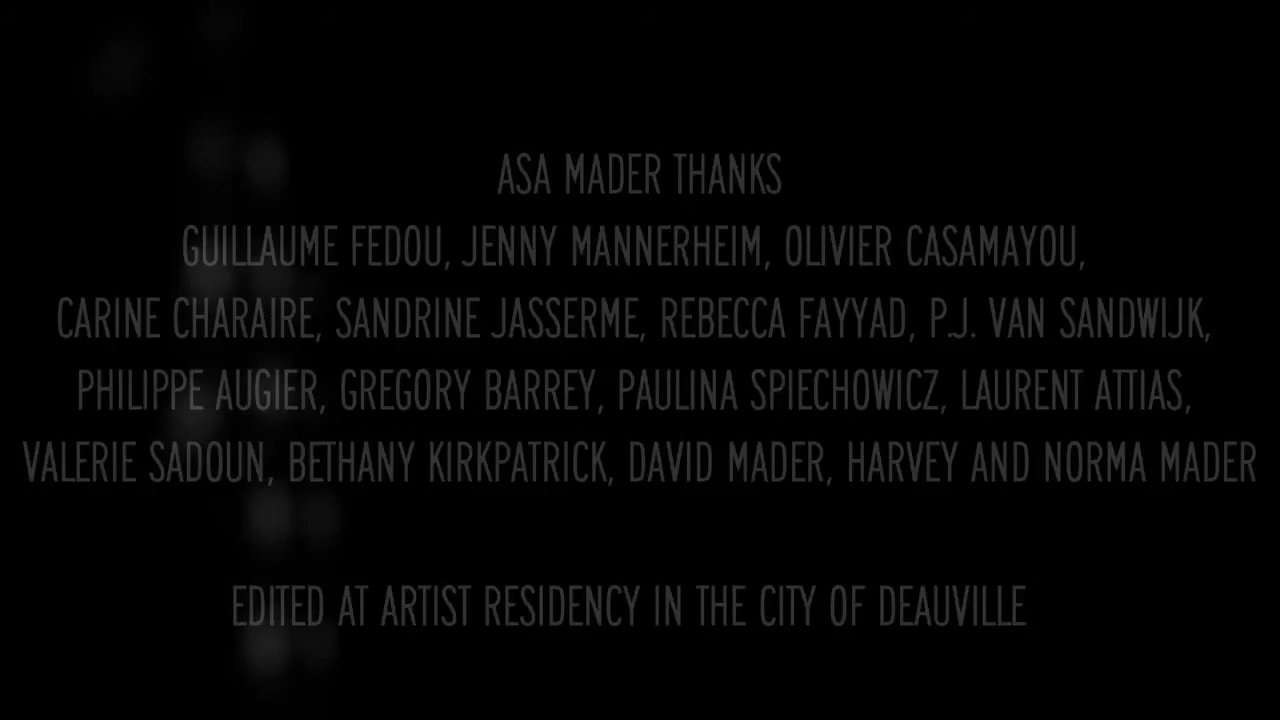 ASA MADER THANKS
GUILLAUME FEDOU, JENNY MANNERHEIM, OLIVIER CASAMAYOU,
CARINE CHARAIRE, SANDRINE JASSERME, REBECCA FAYYAD, P.J. VAN SANDWIJK,
PHILIPPE AUGIER, GREGORY BARREY, PAULINA SPIECHOWICZ, LAURENT ATTIAS,
VALERIE SADOUN, BETHANY KIRKPATRICK, DAVID MADER, HARVEY AND NORMA MADER
EDITED AT ARTIST RESIDENCY IN THE CITY OF DEAUVILLE